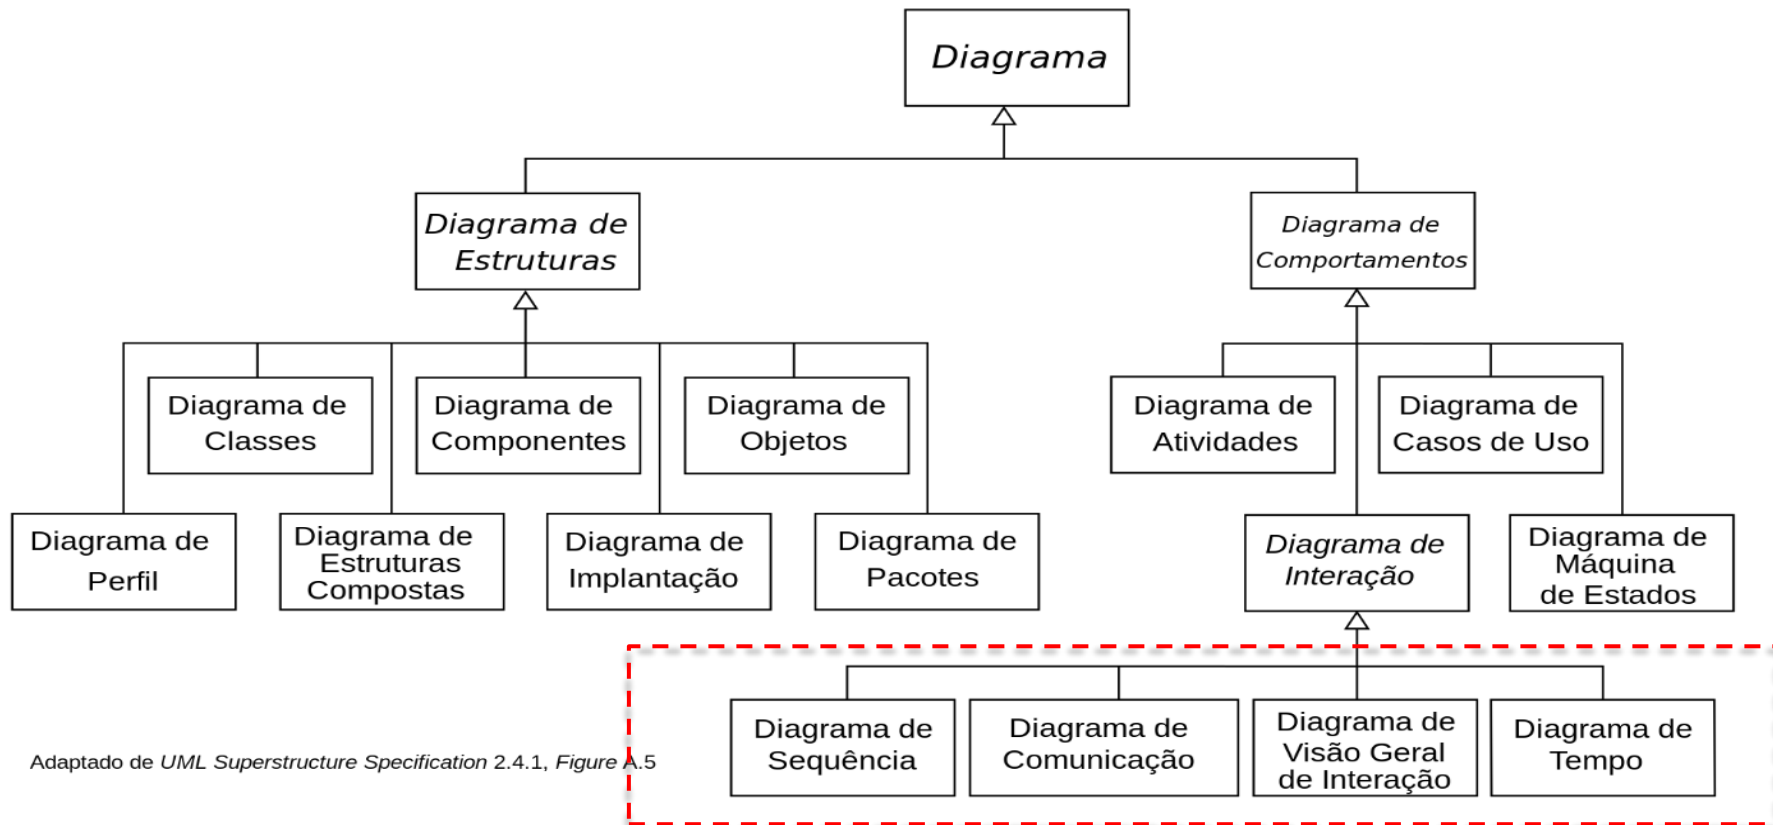 Diagrama
Diagrama de
Estruturas
Diagrama de
Comportamentos
Diagrama de
Classes
Diagrama de
Componentes
Diagrama de
Objetos
Diagrama de
Atividades
Diagrama de
Casos de Uso
Diagrama de
Perfil
Diagrama de
Estruturas
Compostas
Diagrama de
Implantação
Diagrama de
Pacotes
Diagrama de
Interação
Diagrama de
Máquina
de Estados
Diagrama de
Sequência
Diagrama de
Comunicação
Diagrama de
Visão Geral
de Interação
Diagrama de
Tempo
Adaptado de UML Superstructure Specification 2.4.1, Figure A.5